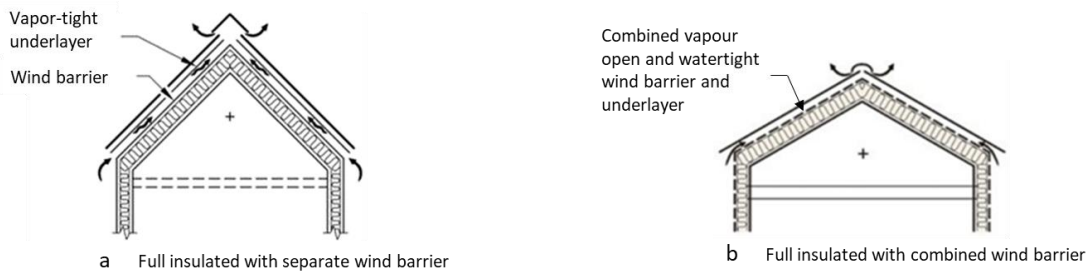 Vapor-tight
underlayer
Wind barrier
Combined vapour
open and watertight
wind barrier and
underlayer
a Full insulated with separate wind barrier
b Full insulated with combined wind barrier